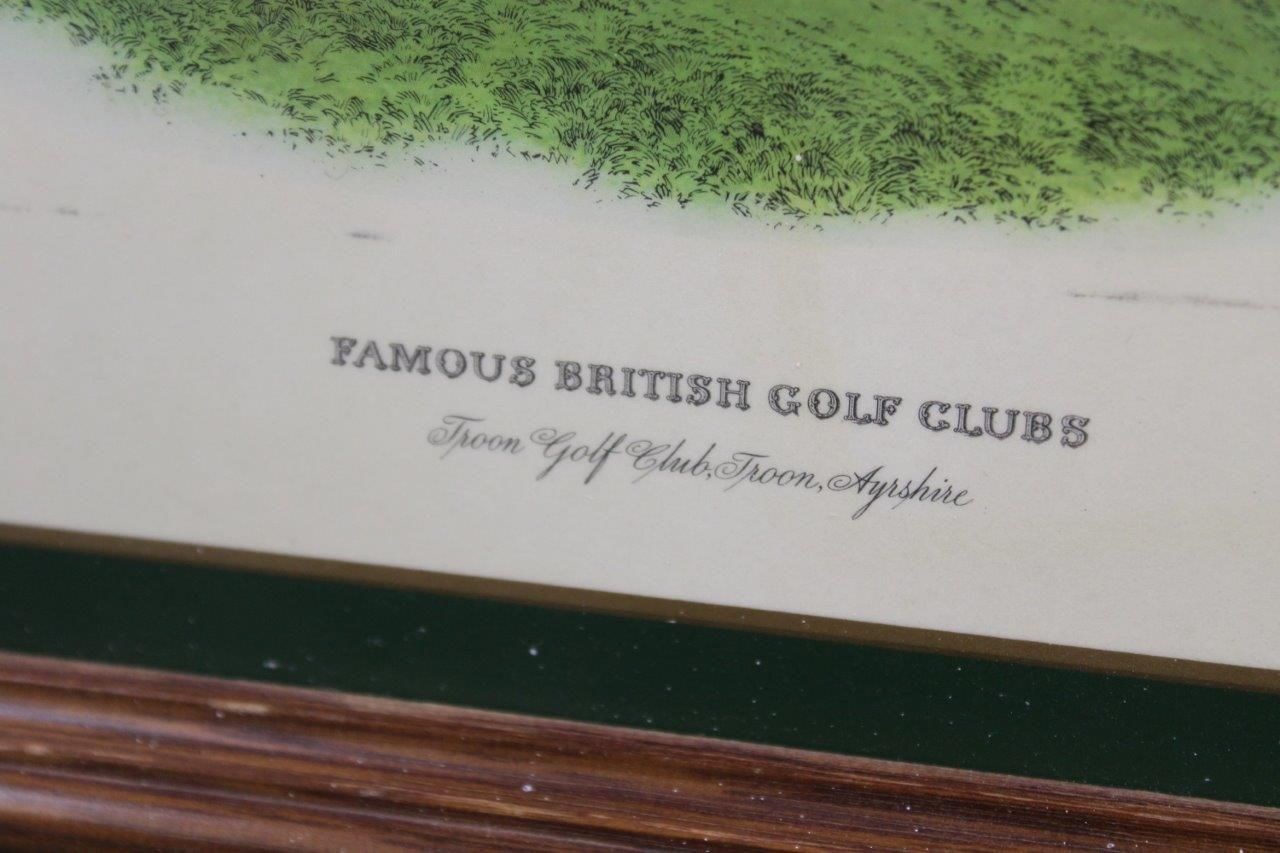 FAMOUS BRITISH GOLF CLUBS
Troon Golf Club, Troon, Ayrshire